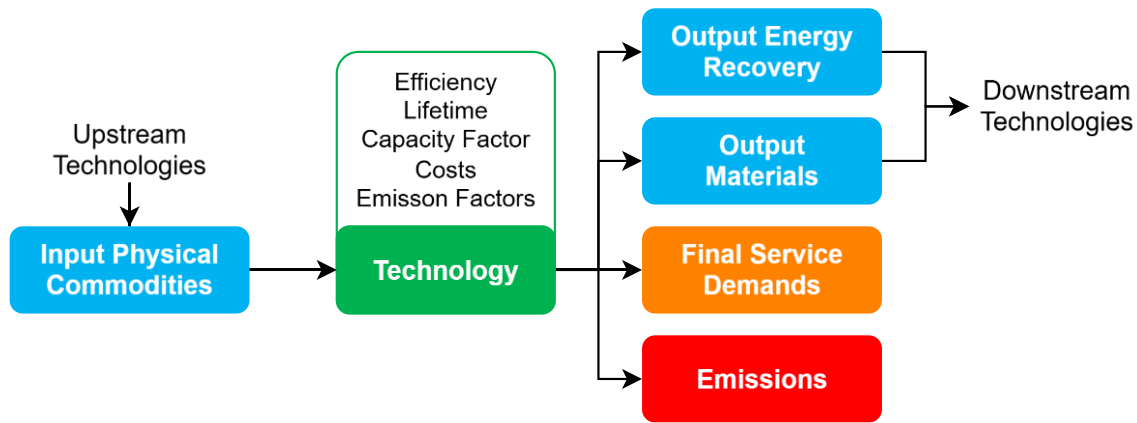 Upstream
Technologies
Input Physical
Commodities
Efficiency
Lifetime
Capacity Factor
Costs
Emisson Factors
Technology
Output Energy
Recovery
Output
Materials
Final Service
Demands
Emissions
Downstream
Technologies